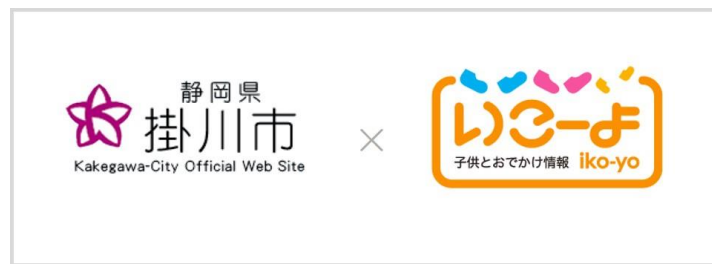 静岡県
掛川市
Kakegawa-City Official Web Site
×
いこーよ
子供とおでかけ情報 iko-yo